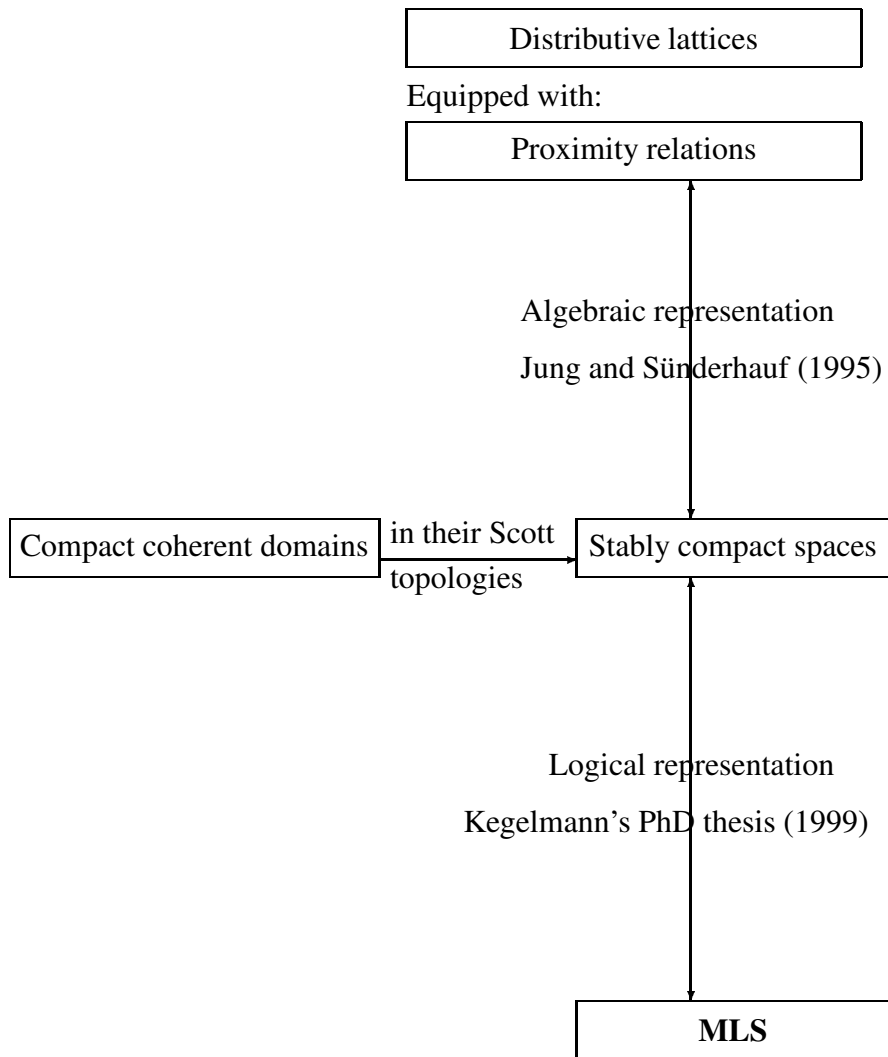 Distributive lattices
Equipped with:
Proximity relations
Algebraic representation
Jung and Sünderhauf (1995)
Compact coherent domains
in their Scott
topologies
Stably compact spaces
Logical representation
Kegelmann's PhD thesis (1999)
MLS